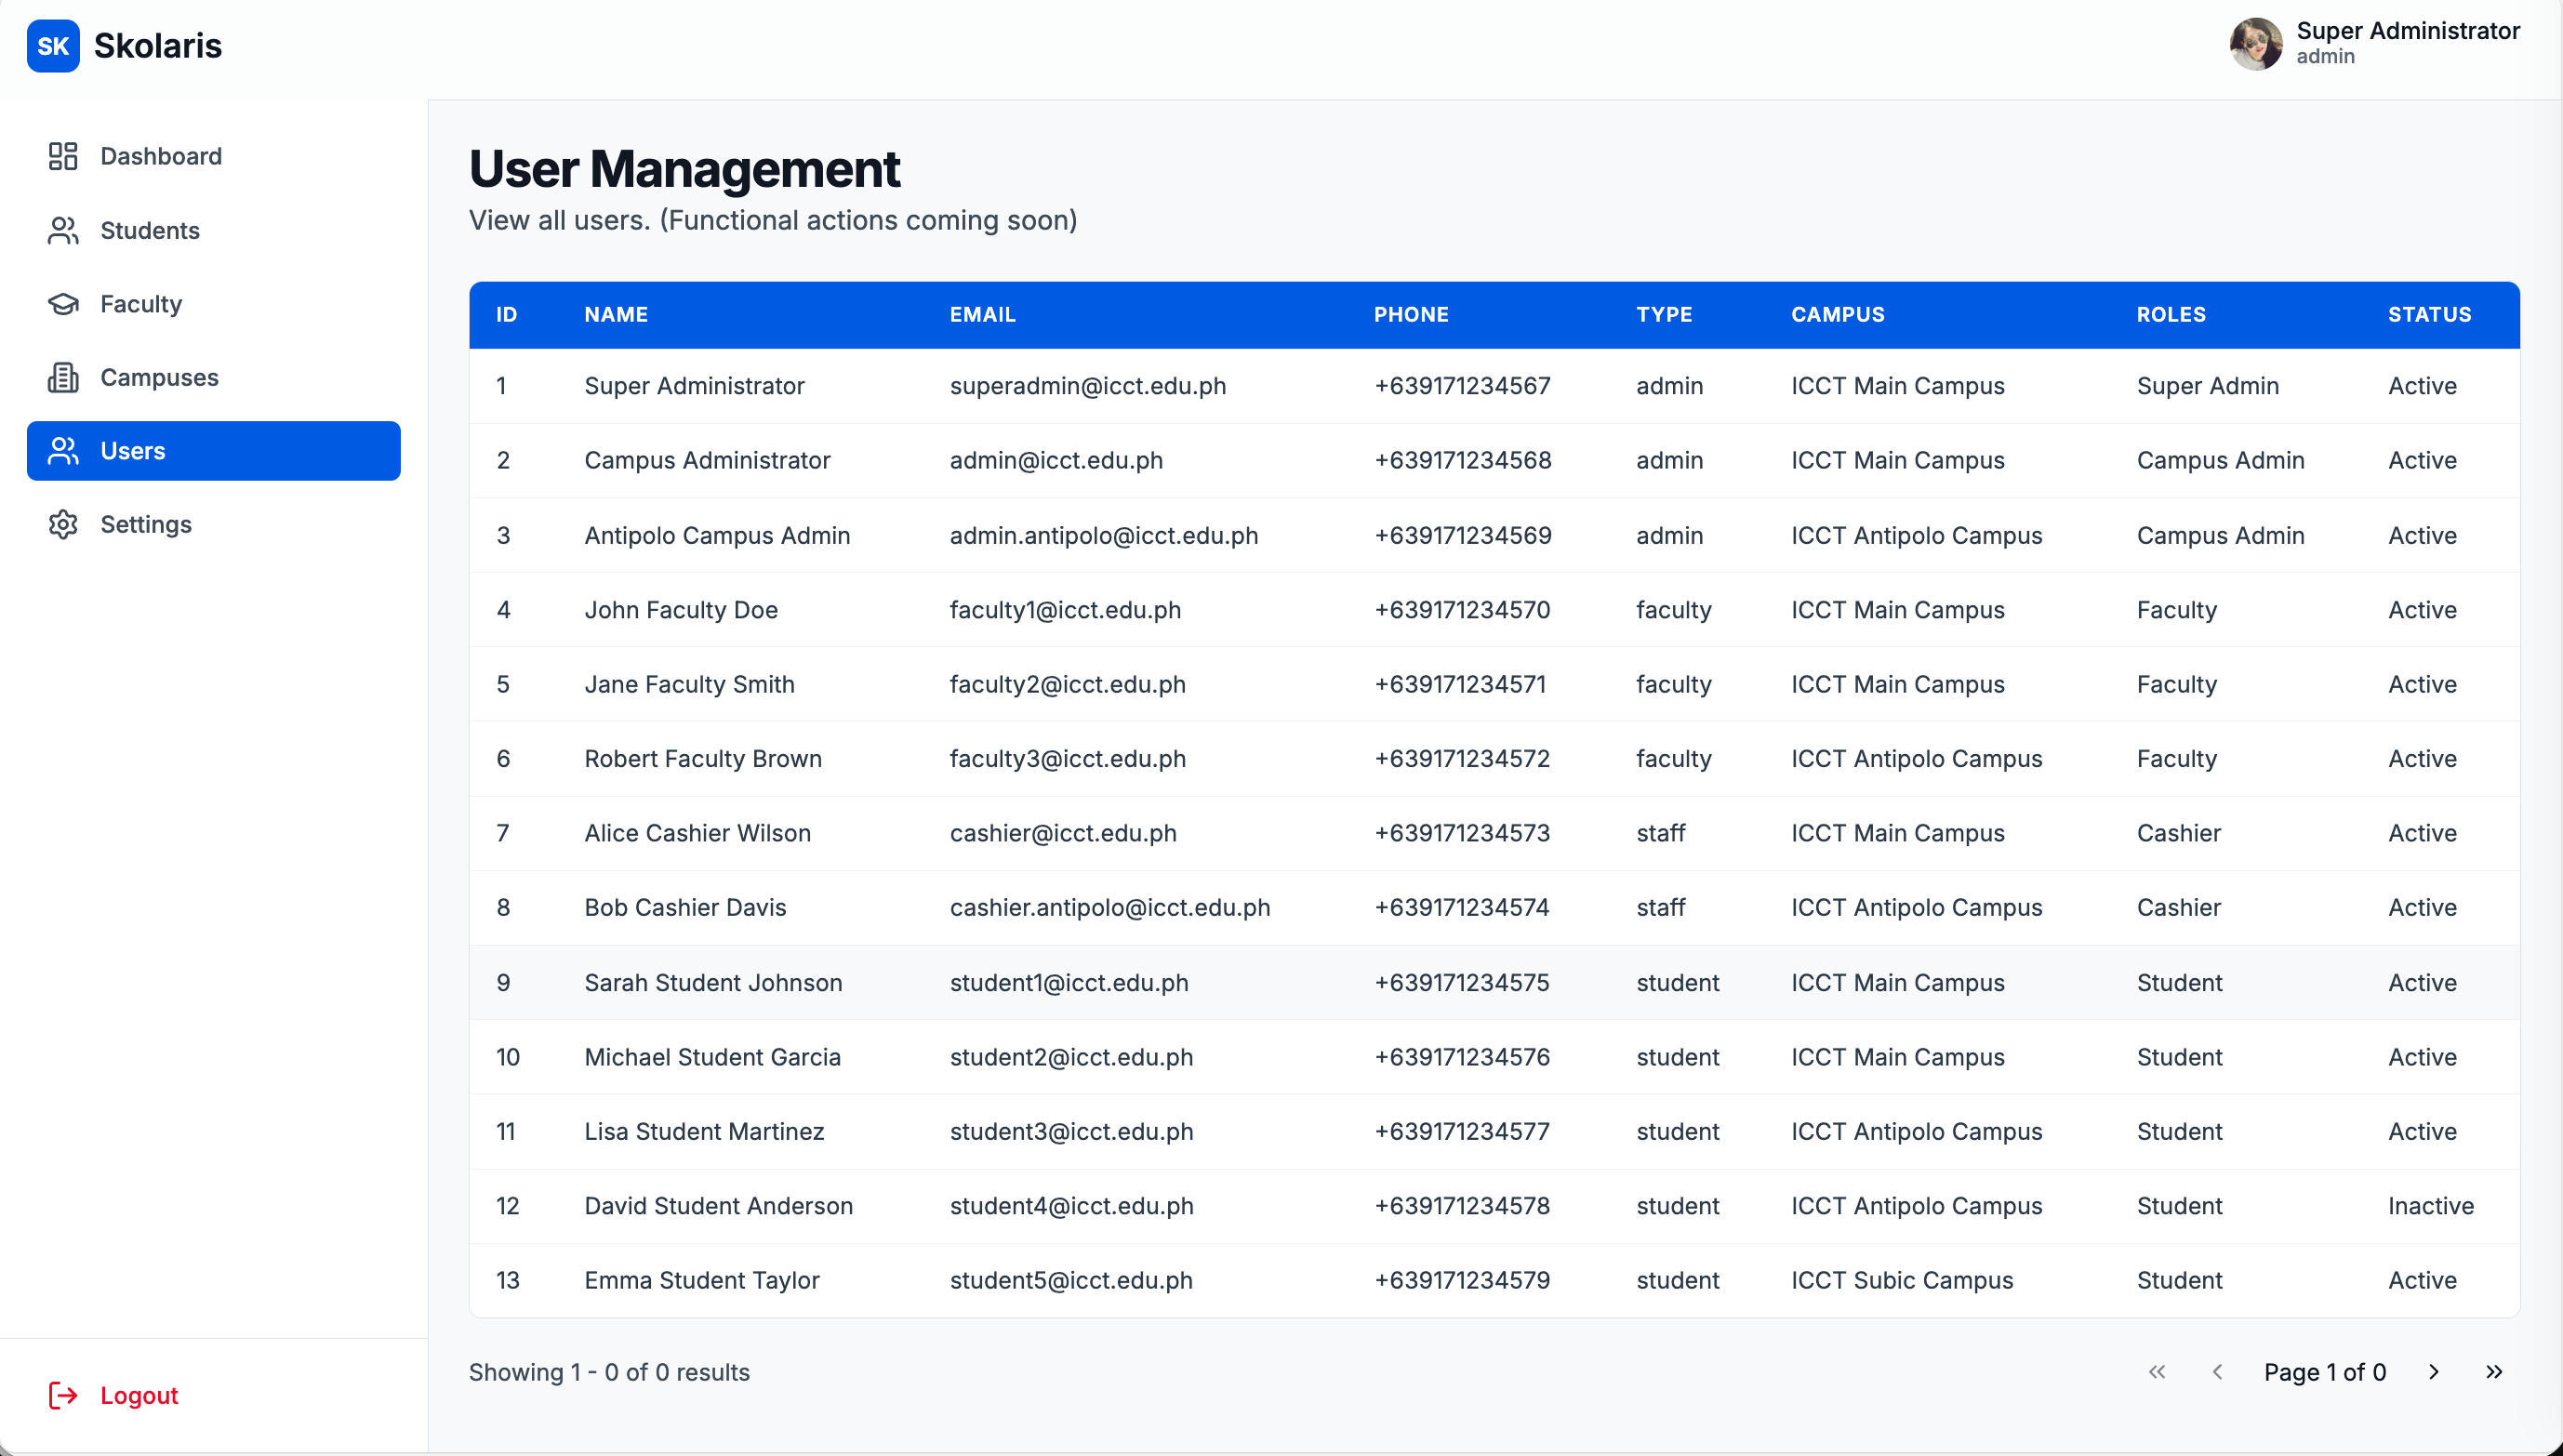 SK Skolaris
Super Administrator
admin
Dashboard
Students
Faculty
Campuses
Users
Settings
Logout
User Management
View all users. (Functional actions coming soon)
ID NAME EMAIL PHONE TYPE CAMPUS ROLES STATUS
1 Super Administrator superadmin@icct.edu.ph +639171234567 admin ICCT Main Campus Super Admin Active
2 Campus Administrator admin@icct.edu.ph +639171234568 admin ICCT Main Campus Campus Admin Active
3 Antipolo Campus Admin admin.antipolo@icct.edu.ph +639171234569 admin ICCT Antipolo Campus Campus Admin Active
4 John Faculty Doe faculty1@icct.edu.ph +639171234570 faculty ICCT Main Campus Faculty Active
5 Jane Faculty Smith faculty2@icct.edu.ph +639171234571 faculty ICCT Main Campus Faculty Active
6 Robert Faculty Brown faculty3@icct.edu.ph +639171234572 faculty ICCT Antipolo Campus Faculty Active
7 Alice Cashier Wilson cashier@icct.edu.ph +639171234573 staff ICCT Main Campus Cashier Active
8 Bob Cashier Davis cashier.antipolo@icct.edu.ph +639171234574 staff ICCT Antipolo Campus Cashier Active
9 Sarah Student Johnson student1@icct.edu.ph +639171234575 student ICCT Main Campus Student Active
10 Michael Student Garcia student2@icct.edu.ph +639171234576 student ICCT Main Campus Student Active
11 Lisa Student Martinez student3@icct.edu.ph +639171234577 student ICCT Antipolo Campus Student Active
12 David Student Anderson student4@icct.edu.ph +639171234578 student ICCT Antipolo Campus Student Inactive
13 Emma Student Taylor student5@icct.edu.ph +639171234579 student ICCT Subic Campus Student Active
Showing 1 - 0 of 0 results
Page 1 of 0